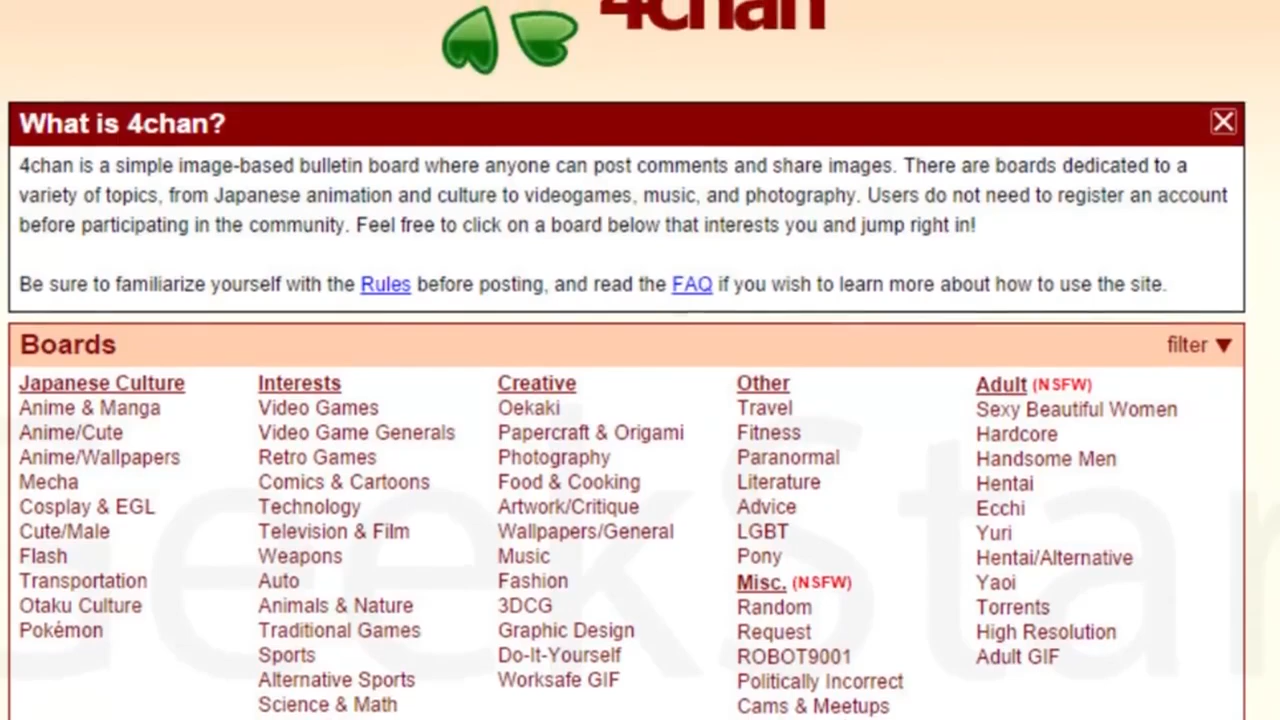 4chan
What is 4chan?
4chan is a simple image-based bulletin board where anyone can post comments and share images. There are boards dedicated to a
variety of topics, from Japanese animation and culture to videogames, music, and photography. Users do not need to register an account
before participating in the community. Feel free to click on a board below that interests you and jump right in!
Be sure to familiarize yourself with the Rules before posting, and read the FAQ if you wish to learn more about how to use the site.
Boards
filter ▼
Japanese Culture
Anime & Manga
Anime/Cute
Anime/Wallpapers
Mecha
Cosplay & EGL
Cute/Male
Flash
Transportation
Otaku Culture
Pokémon
Interests
Video Games
Video Game Generals
Retro Games
Comics & Cartoons
Technology
Television & Film
Weapons
Auto
Animals & Nature
Traditional Games
Sports
Alternative Sports
Science & Math
Creative
Oekaki
Papercraft & Origami
Photography
Food & Cooking
Artwork/Critique
Wallpapers/General
Music
Fashion
3DCG
Graphic Design
Do-It-Yourself
Worksafe GIF
Other
Travel
Fitness
Paranormal
Literature
Advice
LGBT
Pony
Misc. (NSFW)
Random
Request
ROBOT9001
Politically Incorrect
Cams & Meetups
Adult (NSFW)
Sexy Beautiful Women
Hardcore
Handsome Men
Hentai
Ecchi
Yuri
Hentai/Alternative
Yaoi
Torrents
High Resolution
Adult GIF
GeekStar